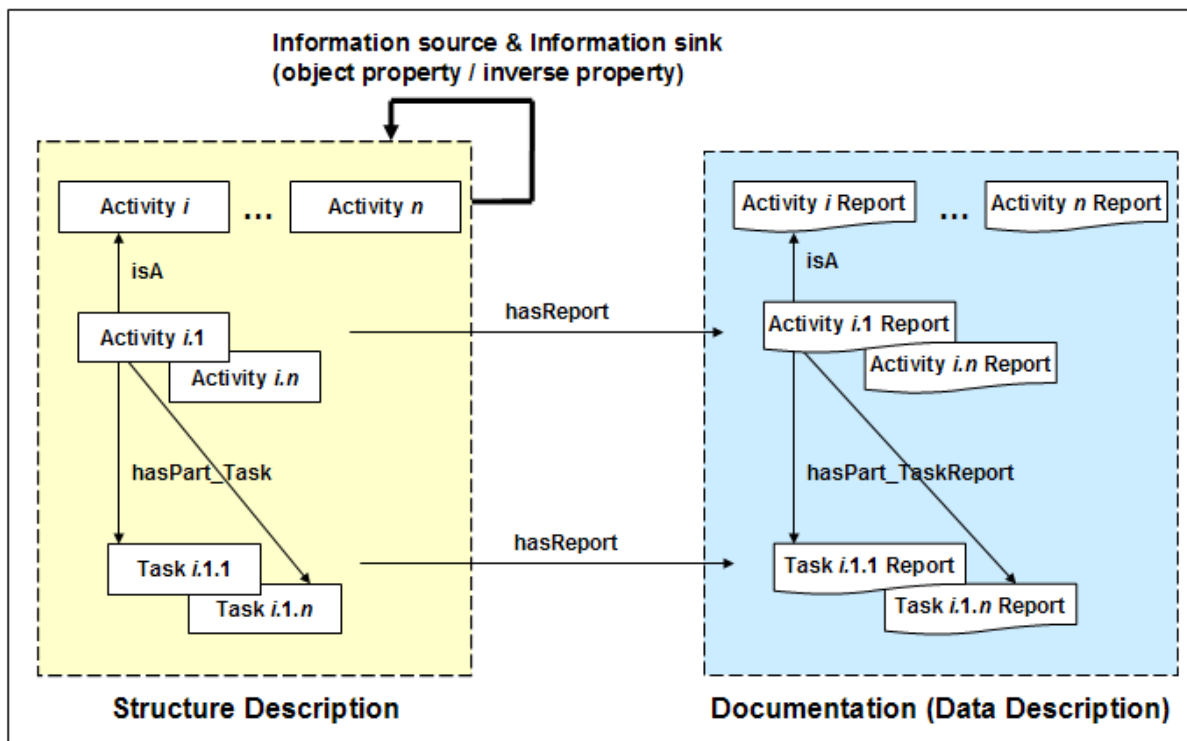 Information source & Information sink
(object property / inverse property)
Activity i
...
Activity n
isA
Activity i.1
Activity i.n
hasPart_Task
Task i.1.1
Task i.1.n
Structure Description
hasReport
hasReport
Activity i Report
...
Activity n Report
isA
Activity i.1 Report
Activity i.n Report
hasPart_TaskReport
Task i.1.1 Report
Task i.1.n Report
Documentation (Data Description)